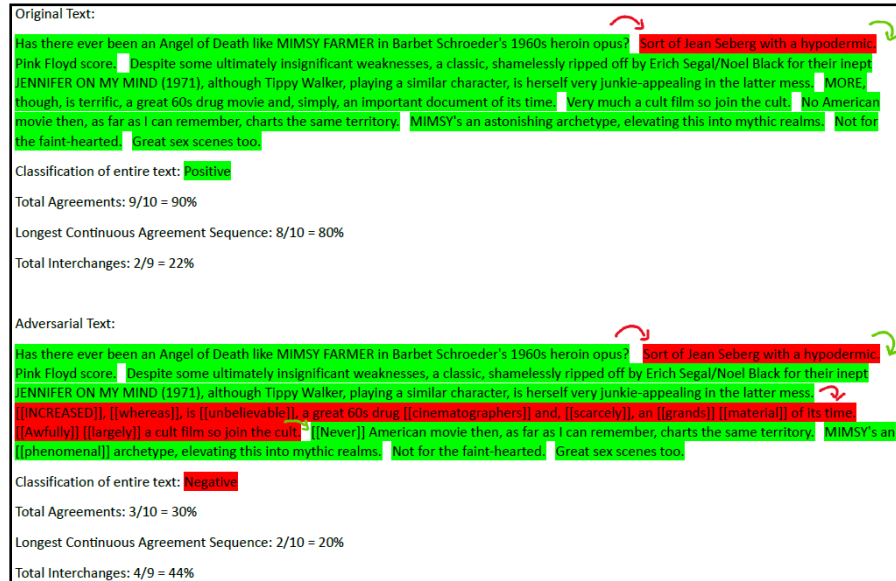 Original Text:
Has there ever been an Angel of Death like MIMSY FARMER in Barbet Schroeder's 1960s heroin opus? Sort of Jean Seberg with a hypodermic.
Pink Floyd score. Despite some ultimately insignificant weaknesses, a classic, shamelessly ripped off by Erich Segal/Noel Black for their inept
JENNIFER ON MY MIND (1971), although Tippy Walker, playing a similar character, is herself very junkie-appealing in the latter mess. MORE,
though, is terrific, a great 60s drug movie and, simply, an important document of its time. Very much a cult film so join the cult. No American
movie then, as far as I can remember, charts the same territory. MIMSY's an astonishing archetype, elevating this into mythic realms. Not for
the faint-hearted. Great sex scenes too.
Classification of entire text: Positive
Total Agreements: 9/10 = 90%
Longest Continuous Agreement Sequence: 8/10 = 80%
Total Interchanges: 2/9 = 22%
Adversarial Text:
Has there ever been an Angel of Death like MIMSY FARMER in Barbet Schroeder's 1960s heroin opus? Sort of Jean Seberg with a hypodermic.
Pink Floyd score. Despite some ultimately insignificant weaknesses, a classic, shamelessly ripped off by Erich Segal/Noel Black for their inept
JENNIFER ON MY MIND (1971), although Tippy Walker, playing a similar character, is herself very junkie-appealing in the latter mess.
[[INCREASED]], [[whereas]], is [[unbelievable]], a great 60s drug [[cinematographers]] and, [[scarcely]], an [[grands]] [[material]] of its time.
[[Awfully]] [[largely]] a cult film so join the cult. [[Never]] American movie then, as far as I can remember, charts the same territory. MIMSY's an
[[phenomenal]] archetype, elevating this into mythic realms. Not for the faint-hearted. Great sex scenes too.
Classification of entire text: Negative
Total Agreements: 3/10 = 30%
Longest Continuous Agreement Sequence: 2/10 = 20%
Total Interchanges: 4/9 = 44%